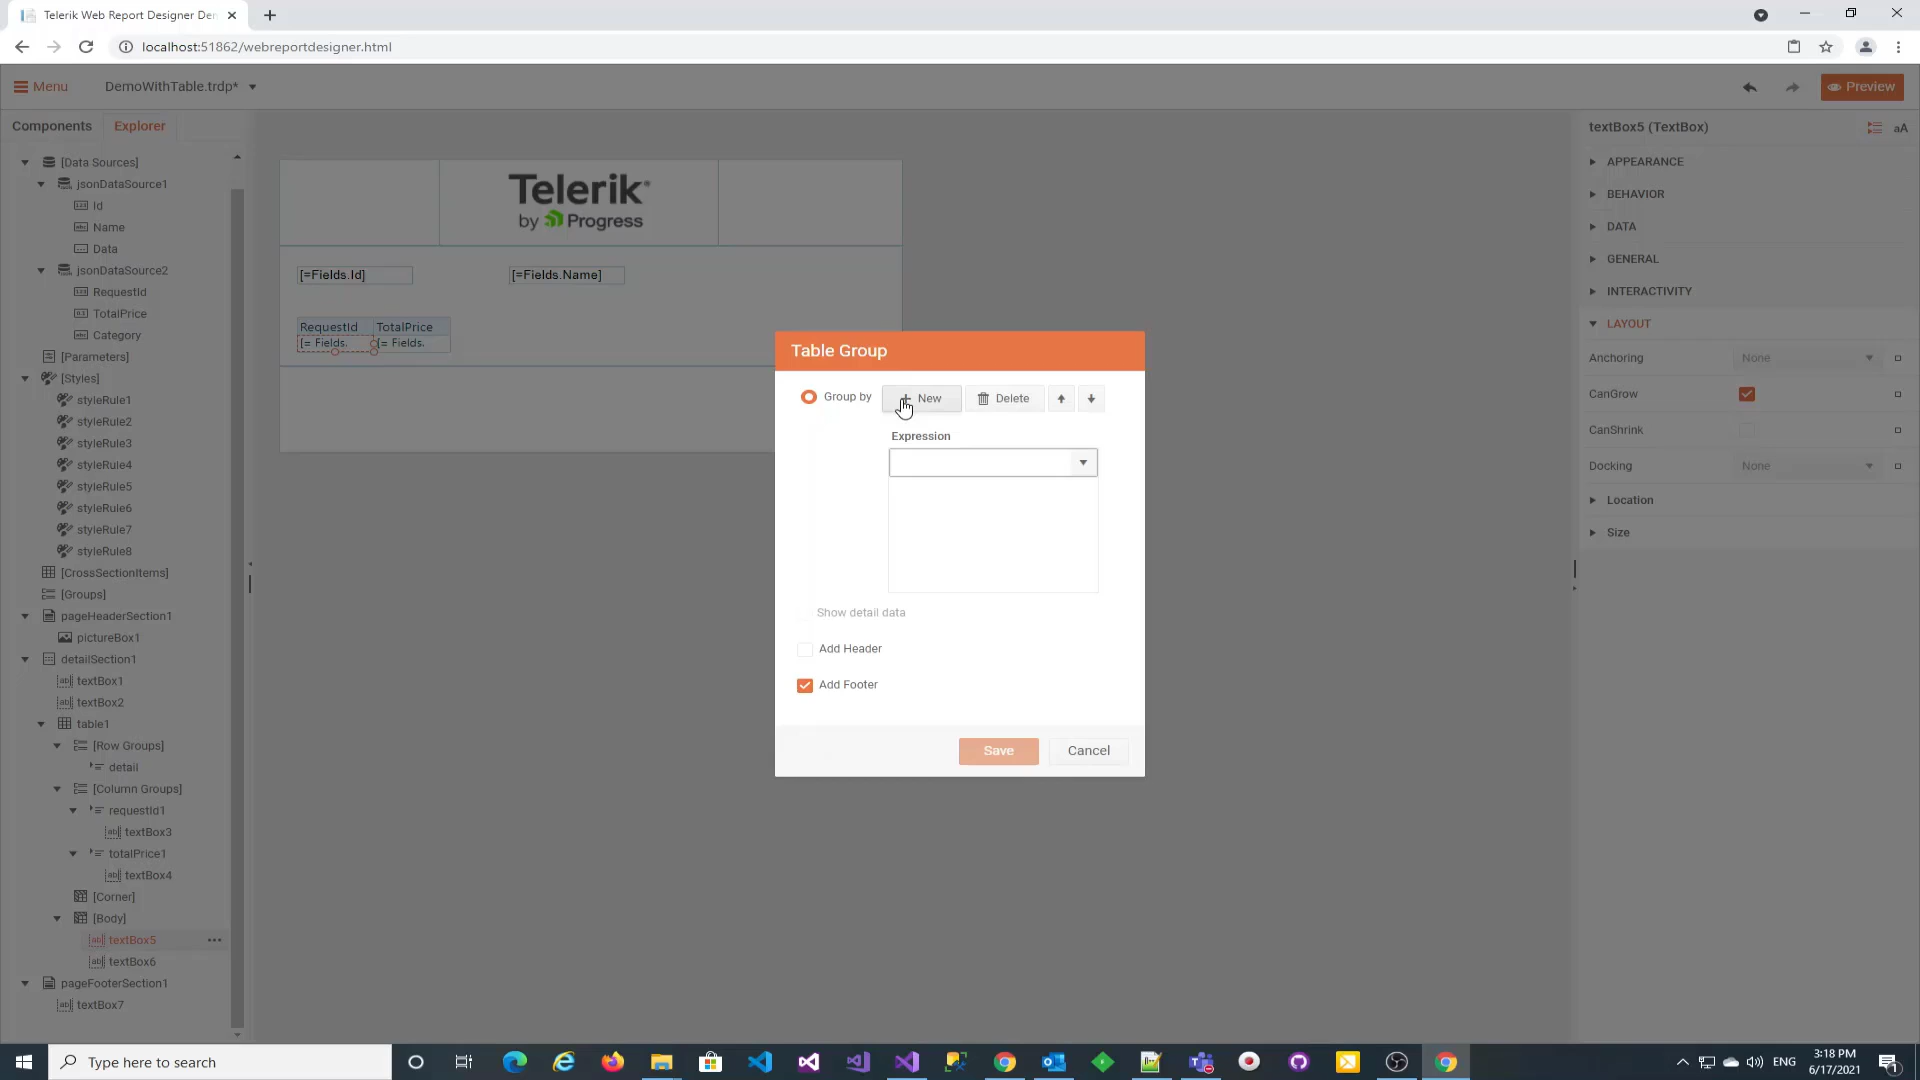 Telerik Web Report Designer Der
localhost:51862/webreportdesigner.html
Menu
DemoWithTable.trdp*
Preview
Components
Explorer
[Data Sources]
jsonDataSource1
Id
Name
Data
jsonDataSource2
RequestId
TotalPrice
Category
[Parameters]
[Styles]
styleRule1
styleRule2
styleRule3
styleRule4
styleRule5
styleRule6
styleRule7
styleRule8
[CrossSectionItems]
[Groups]
pageHeaderSection1
pictureBox1
detailSection1
textBox1
textBox2
table1
[Row Groups]
detail
[Column Groups]
requestId1
textBox3
totalPrice1
textBox4
[Corner]
[Body]
textBox5
textBox6
pageFooterSection1
textBox7
Telerik
by Progress
[=Fields.Id]
[=Fields.Name]
RequestId
TotalPrice
[= Fields.
[= Fields.
Table Group
Group by
New
Delete
Expression
Show detail data
Add Header
Add Footer
Save
Cancel
textBox5 (TextBox)
aA
APPEARANCE
BEHAVIOR
DATA
GENERAL
INTERACTIVITY
LAYOUT
Anchoring
None
CanGrow
CanShrink
Docking
None
Location
Size
Type here to search
ENG
3:18 PM
6/17/2021
1